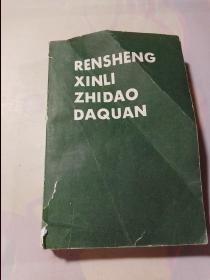 RENSHENG
XINLI
ZHIDAO
DAQUAN